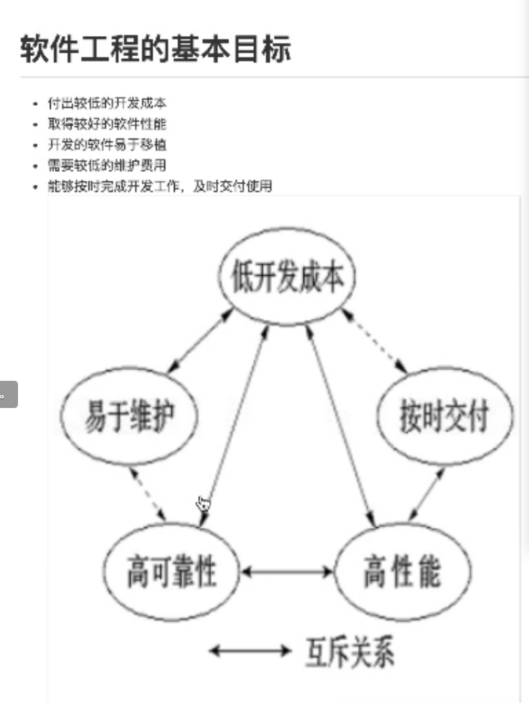 软件工程的基本目标
付出较低的开发成本
取得较好的软件性能
开发的软件易于移植
需要较低的维护费用
能够按时完成开发工作，及时交付使用
低开发成本
易于维护
按时交付
高可靠性
高性能
互斥关系